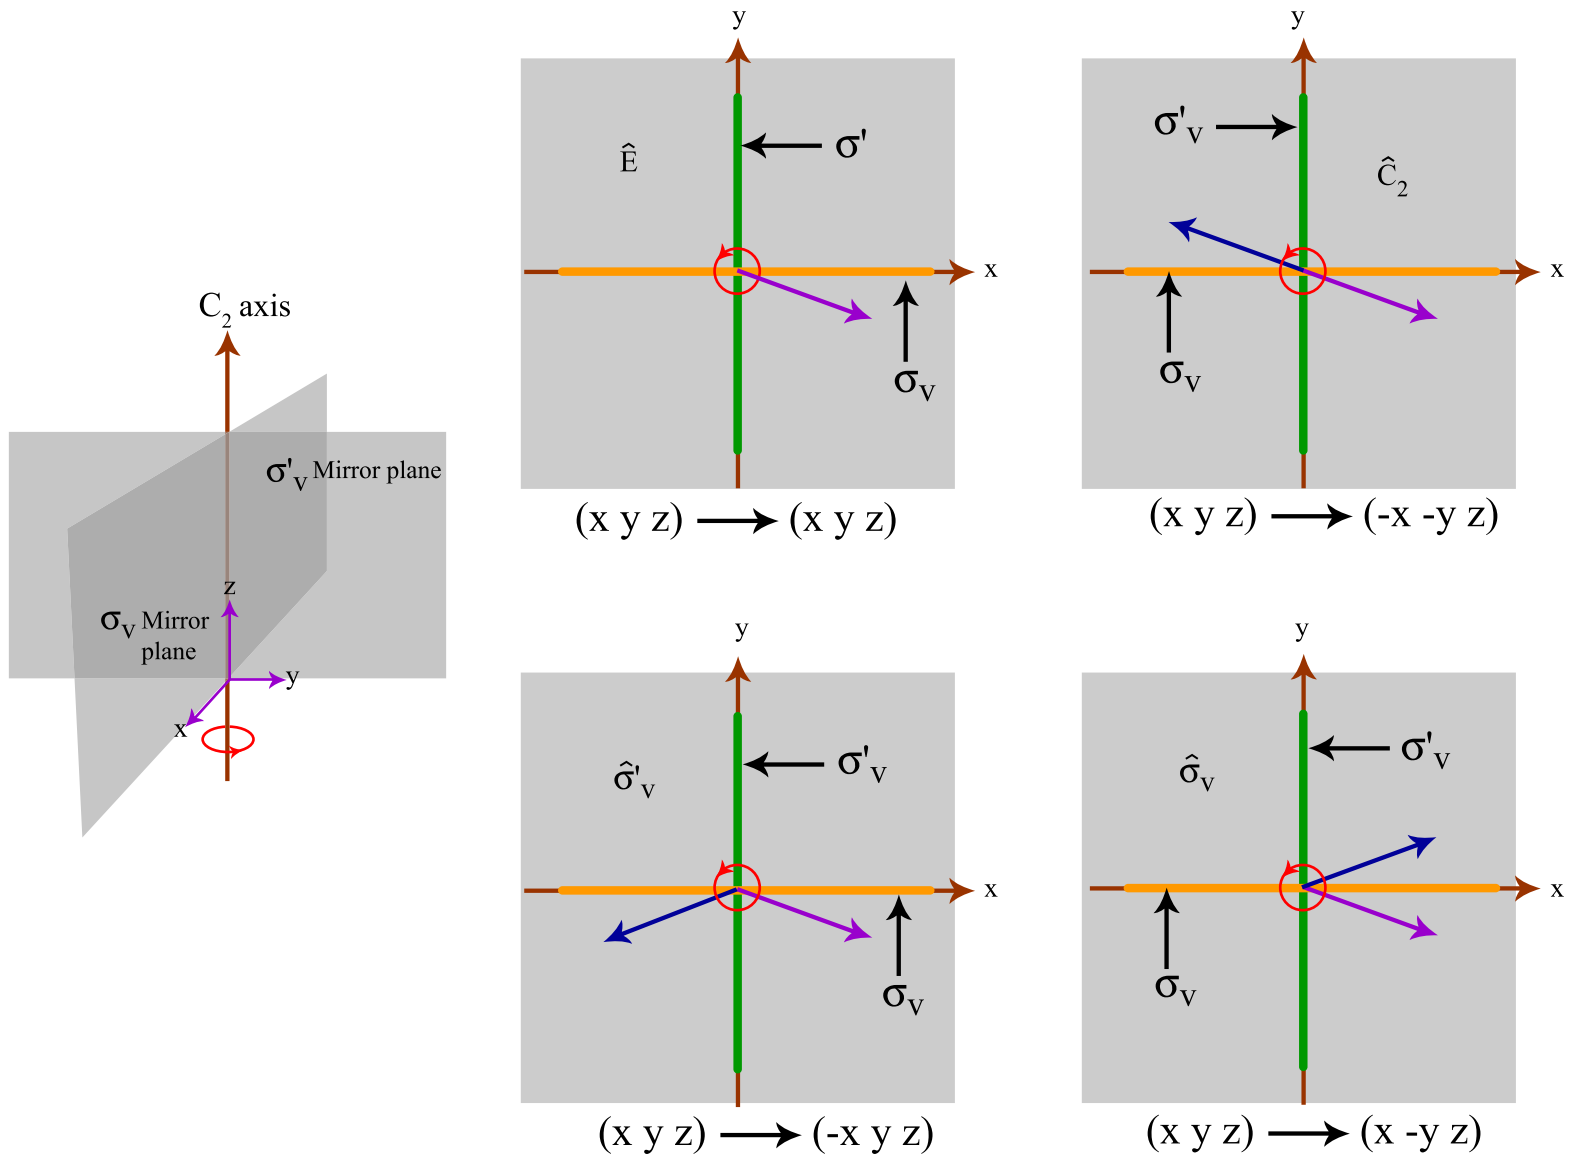 C₂ axis
σ'v Mirror plane
z
σv Mirror
plane
y
x
y
Ê
σ'
x
σv
(x y z) → (x y z)
y
σ'v
Ĉ₂
x
σv
(x y z) → (-x -y z)
y
σ̂'v
σ'v
x
σv
(x y z) → (-x y z)
y
σ̂v
σ'v
x
σv
(x y z) → (x -y z)